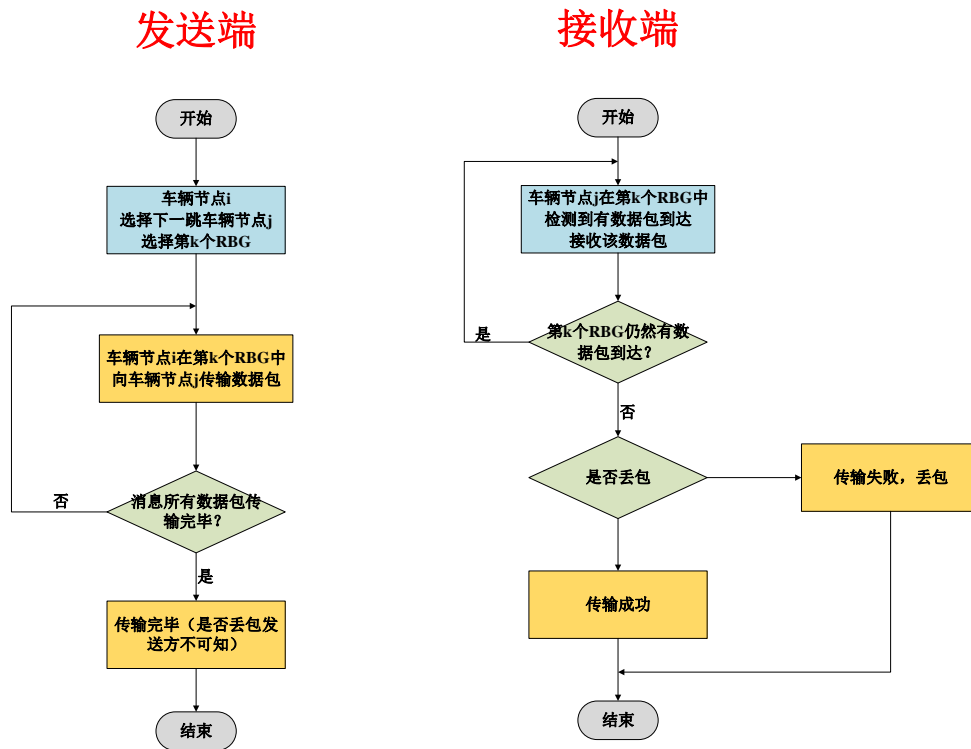 发送端
开始
车辆节点i
选择下一跳车辆节点j
选择第k个RBG
车辆节点i在第k个RBG中
向车辆节点j传输数据包
消息所有数据包传
输完毕？
否
是
传输完毕（是否丢包发
送方不可知）
结束
接收端
开始
车辆节点j在第k个RBG中
检测到有数据包到达
接收该数据包
第k个RBG仍然有数
据包到达？
是
否
是否丢包
传输失败，丢包
传输成功
结束